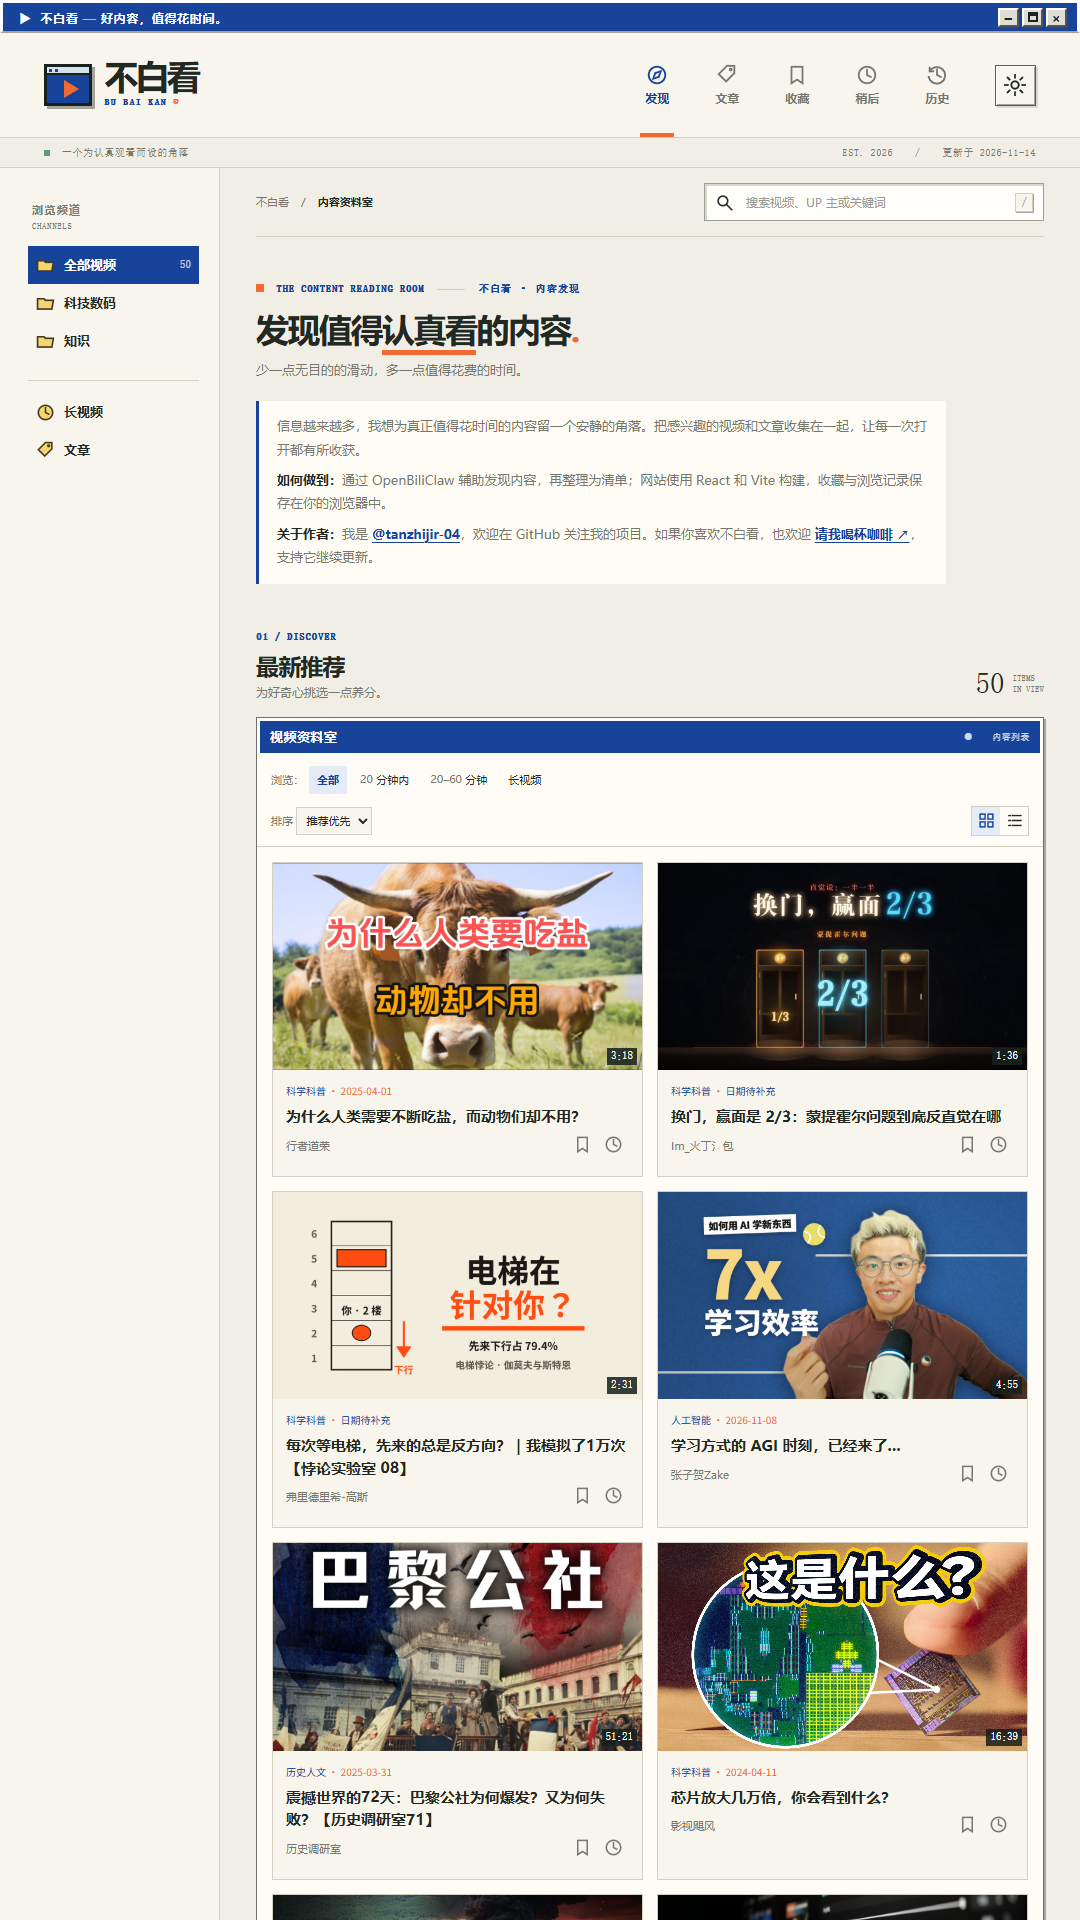 不白看 — 好内容，值得花时间。
不白看
BU BAI KAN
发现
文章
收藏
稍后
历史
一个为认真观看而设的角落
EST. 2026 / 更新于 2026-11-14
浏览频道
CHANNELS
全部视频 50
科技数码
知识
长视频
文章
不白看 / 内容资料室
搜索视频、UP 主或关键词 /
THE CONTENT READING ROOM —— 不白看 · 内容发现
发现值得认真看的内容.
少一点无目的的滑动，多一点值得花费的时间。
信息越来越多，我想为真正值得花时间的内容留一个安静的角落。把感兴趣的视频和文章收集在一起，让每一次打
开都有所收获。
如何做到：通过 OpenBiliClaw 辅助发现内容，再整理为清单；网站使用 React 和 Vite 构建，收藏与浏览记录保
存在你的浏览器中。
关于作者：我是 @tanzhijir-04，欢迎在 GitHub 关注我的项目。如果你喜欢不白看，也欢迎 请我喝杯咖啡 ↗，
支持它继续更新。
01 / DISCOVER
最新推荐
为好奇心挑选一点养分。
50 ITEMS
IN VIEW
视频资料室
内容列表
浏览： 全部 20 分钟内 20–60 分钟 长视频
排序 推荐优先
为什么人类要吃盐
动物却不用
3:18
科学科普 · 2025-04-01
为什么人类需要不断吃盐，而动物们却不用？
行者道荣
直觉说：一半一半
换门，赢面 2/3
蒙提霍尔问题
1/3
2/3
1:36
科学科普 · 日期待补充
换门，赢面是 2/3：蒙提霍尔问题到底反直觉在哪
Im_火丁氵包
6
5
4
3
2
1
你 · 2 楼
下行
电梯在
针对你？
先来下行占 79.4%
电梯悖论 · 伽莫夫与斯特恩
2:31
科学科普 · 日期待补充
每次等电梯，先来的总是反方向？｜我模拟了1万次
【悖论实验室 08】
弗里德里希-高斯
如何用 AI 学新东西
7x
学习效率
4:55
人工智能 · 2026-11-08
学习方式的 AGI 时刻，已经来了...
张子贺Zake
巴黎公社
51:21
历史人文 · 2025-03-31
震撼世界的72天：巴黎公社为何爆发？又为何失
败？【历史调研室71】
历史调研室
这是什么？
16:39
科学科普 · 2024-04-11
芯片放大几万倍，你会看到什么？
影视飓风